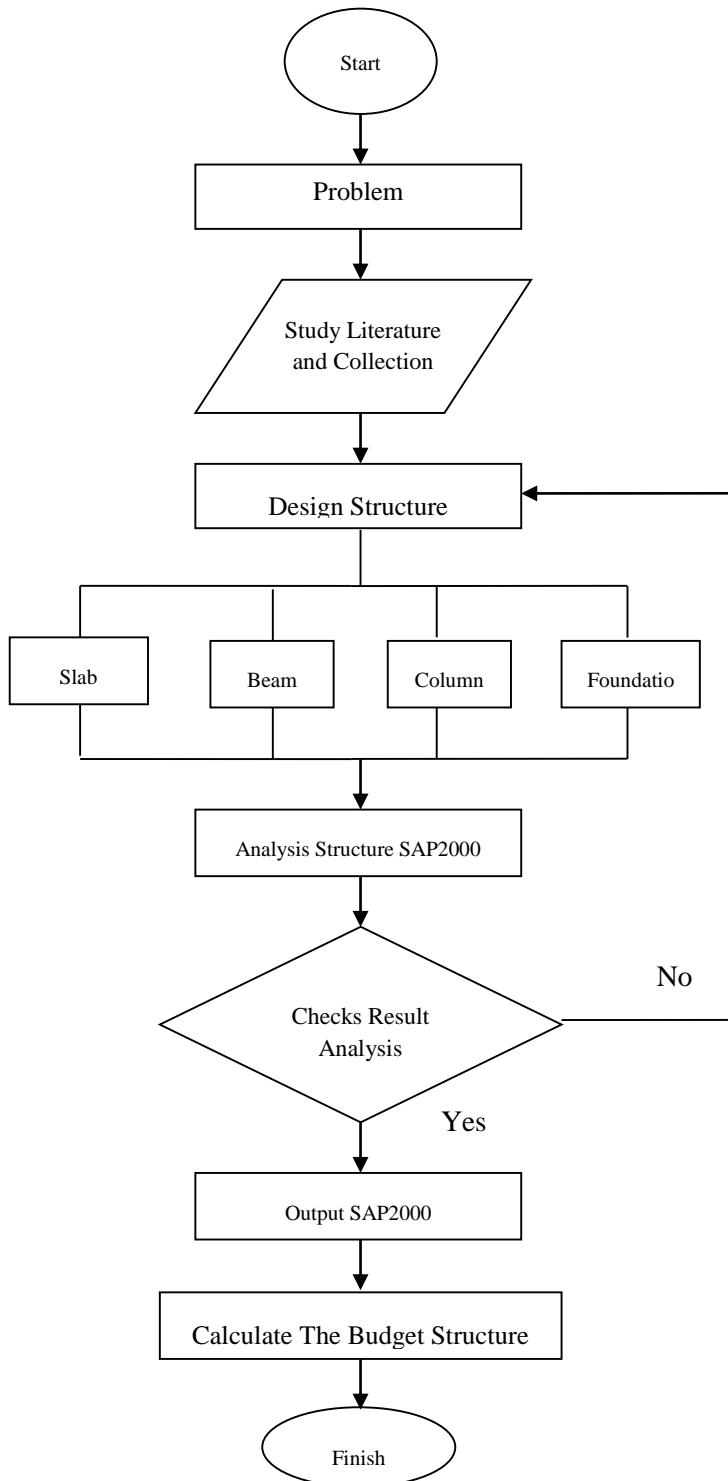 Start
Problem
Study Literature
and Collection
Design Structure
Slab
Beam
Column
Foundatio
Analysis Structure SAP2000
No
Checks Result
Analysis
Yes
Output SAP2000
Calculate The Budget Structure
Finish